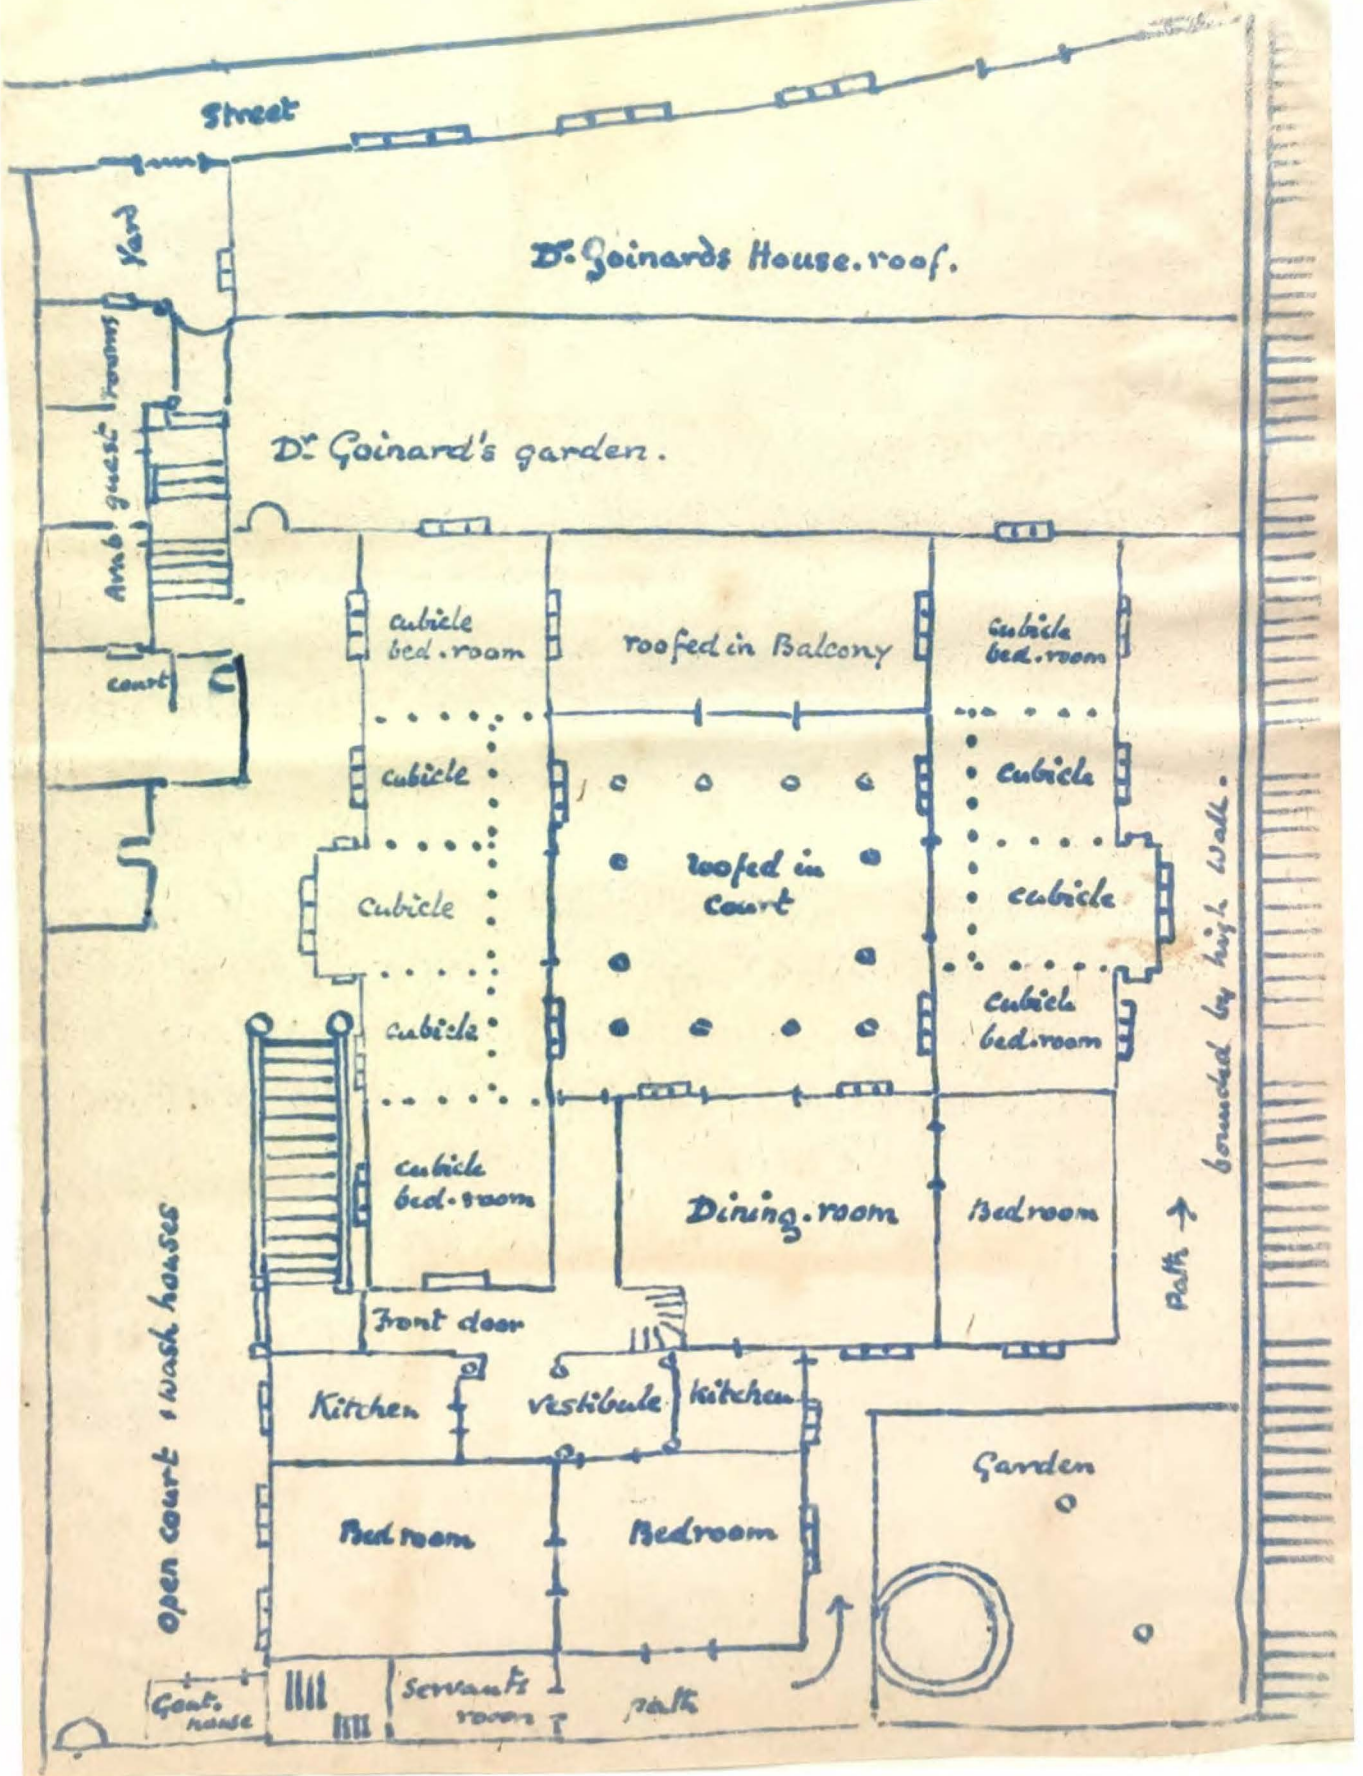 Street
Yard
Dr. Goinards House. roof.
Arab guest rooms
Dr Goinard's garden.
cubicle
bed.room
roofed in Balcony
cubicle
bed.room
court
cubicle
cubicle
roofed in
Court
cubicle
cubicle
bounded by high Wall.
cubicle
cubicle
bed.room
cubicle
bed.room
Dining.room
Bedroom
Path →
open court & wash houses
Front door
Kitchen
Vestibule
Kitchen
Garden
Bedroom
Bedroom
Goat.
house
Servants
room
path